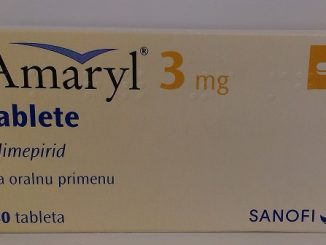 Amaryl® 3 mg
ablete
limepirid
a oralnu primenu
0 tableta
SANOFI